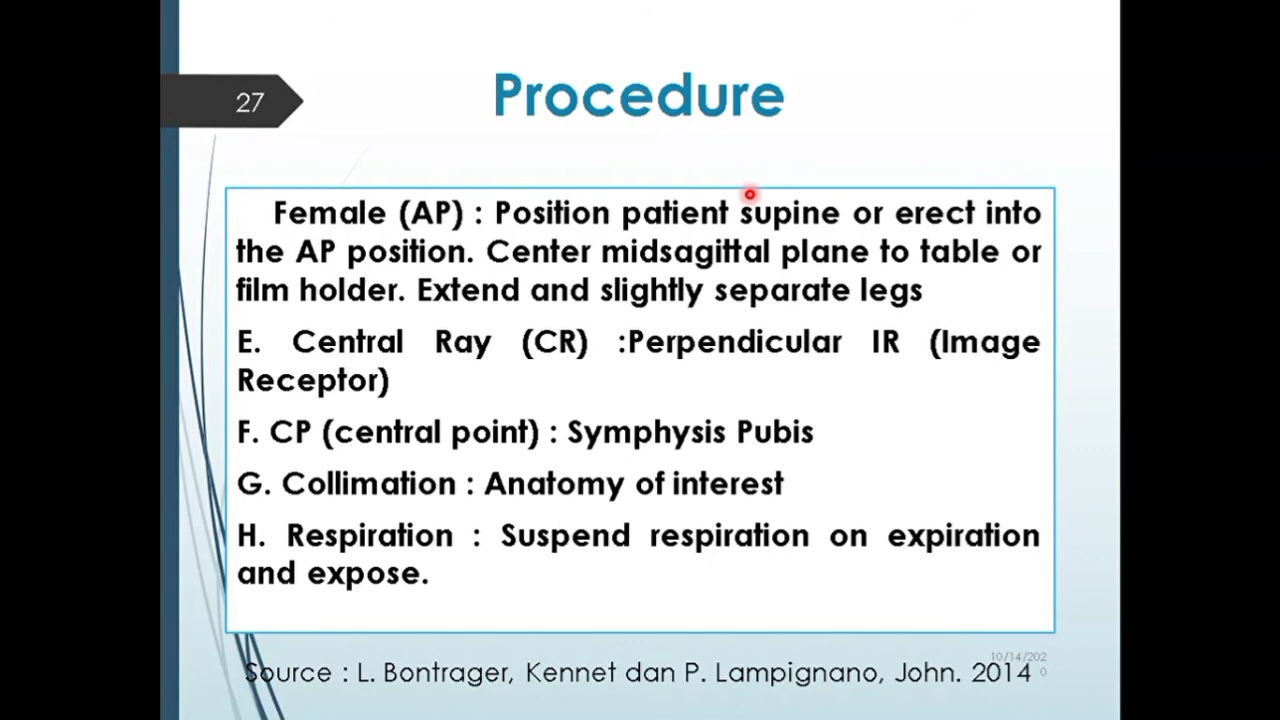 27
Procedure
Female (AP) : Position patient supine or erect into
the AP position. Center midsagittal plane to table or
film holder. Extend and slightly separate legs
E. Central Ray (CR) :Perpendicular IR (Image
Receptor)
F. CP (central point) : Symphysis Pubis
G. Collimation : Anatomy of interest
H. Respiration : Suspend respiration on expiration
and expose.
10/14/202
0
Source : L. Bontrager, Kennet dan P. Lampignano, John. 2014